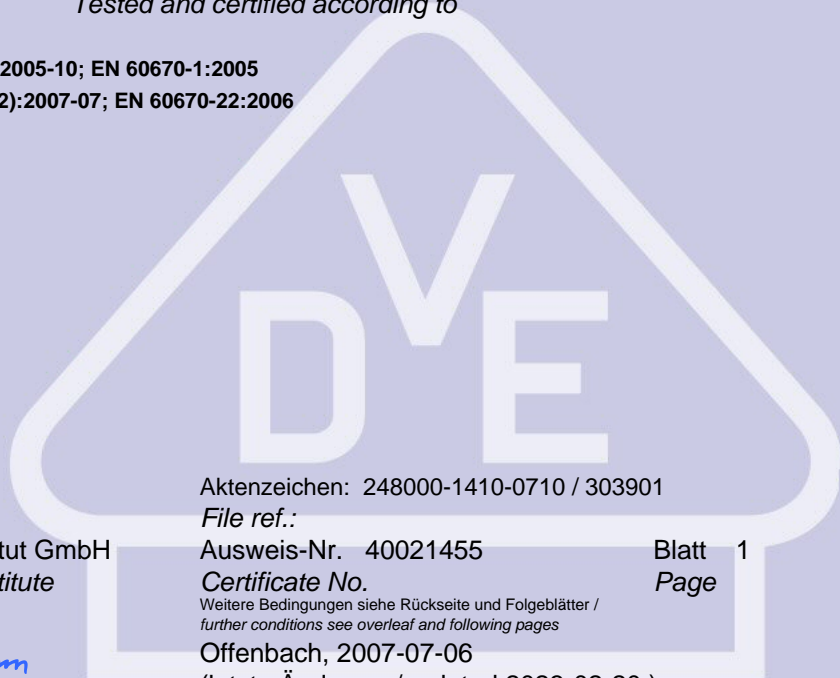 Tested and certified according to
2005-10; EN 60670-1:2005
2):2007-07; EN 60670-22:2006
V
D E
Aktenzeichen: 248000-1410-0710 / 303901
File ref.:
tut GmbH Ausweis-Nr. 40021455 Blatt 1
titute Certificate No. Page
Weitere Bedingungen siehe Rückseite und Folgeblätter /
further conditions see overleaf and following pages
Offenbach, 2007-07-06